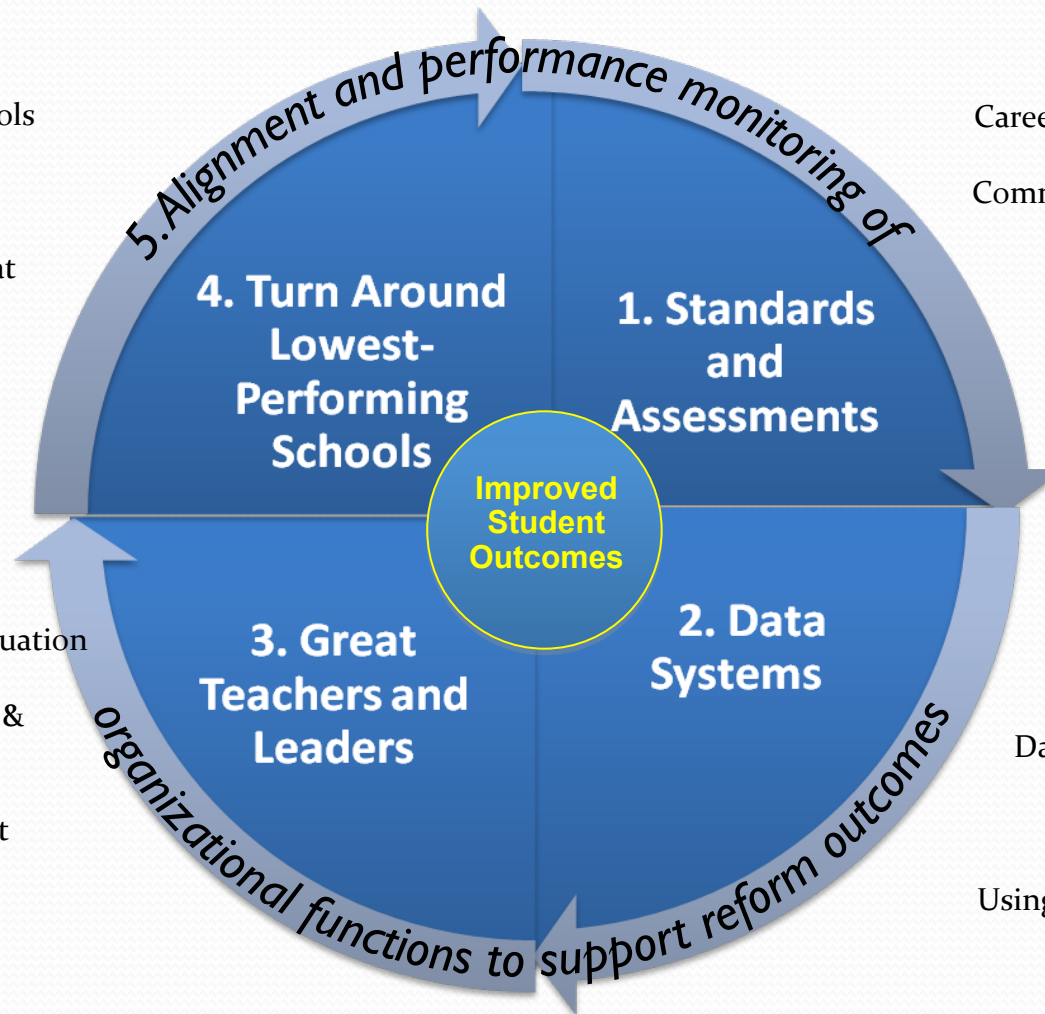 5. Alignment and performance monitoring of
organizational functions to support reform outcomes
4. Turn Around
Lowest-
Performing
Schools
1. Standards
and
Assessments
Improved
Student
Outcomes
3. Great
Teachers and
Leaders
2. Data
Systems
&
Using